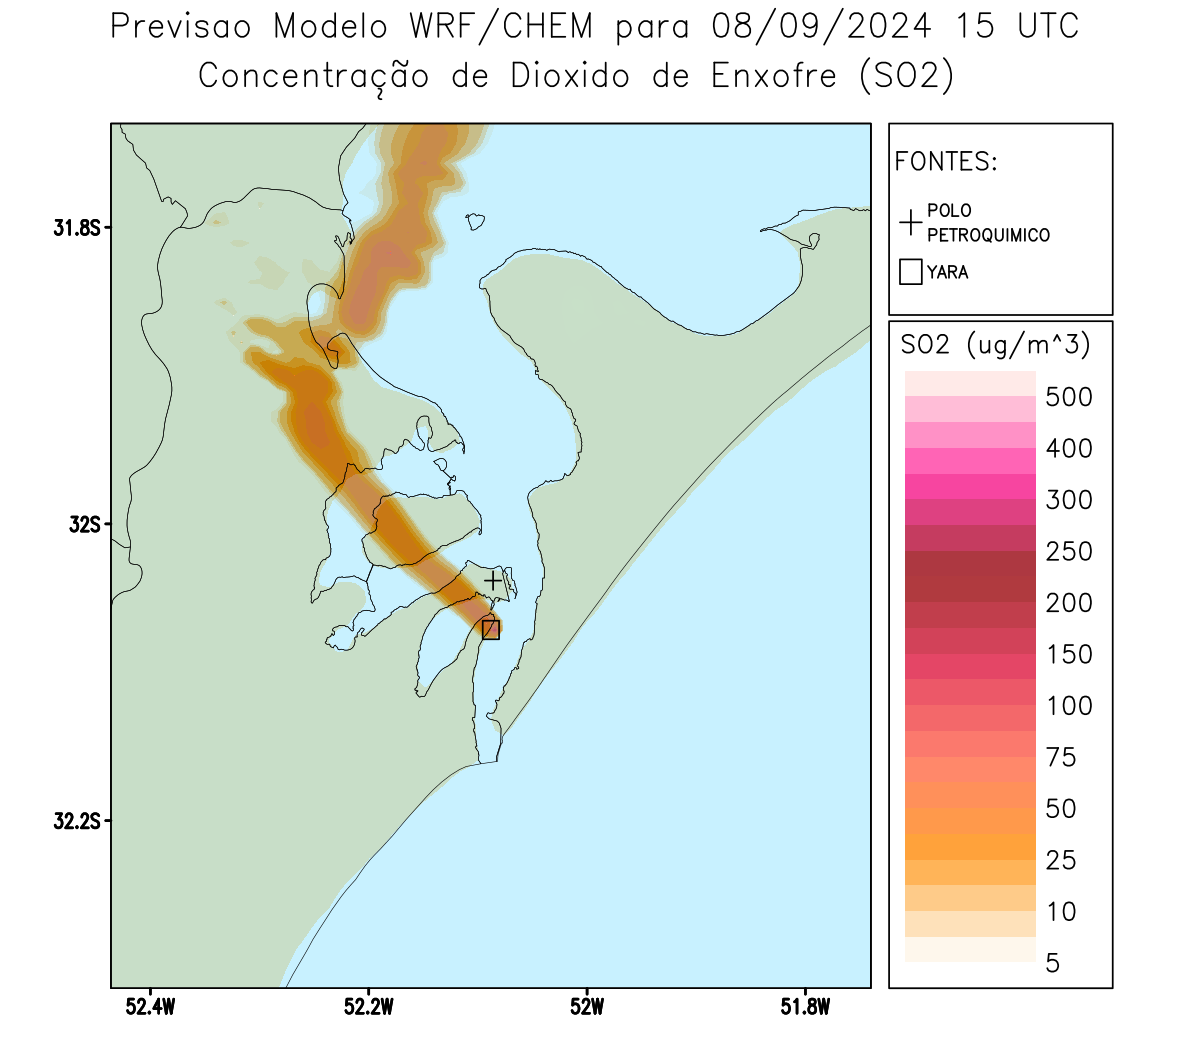 Previsao Modelo WRF/CHEM para 08/09/2024 15 UTC
Concentração de Dioxido de Enxofre (SO2)
FONTES:
POLO
PETROQUIMICO
YARA
31.8S
32S
32.2S
52.4W
52.2W
52W
51.8W
SO2 (ug/m^3)
500
400
300
250
200
150
100
75
50
25
10
5